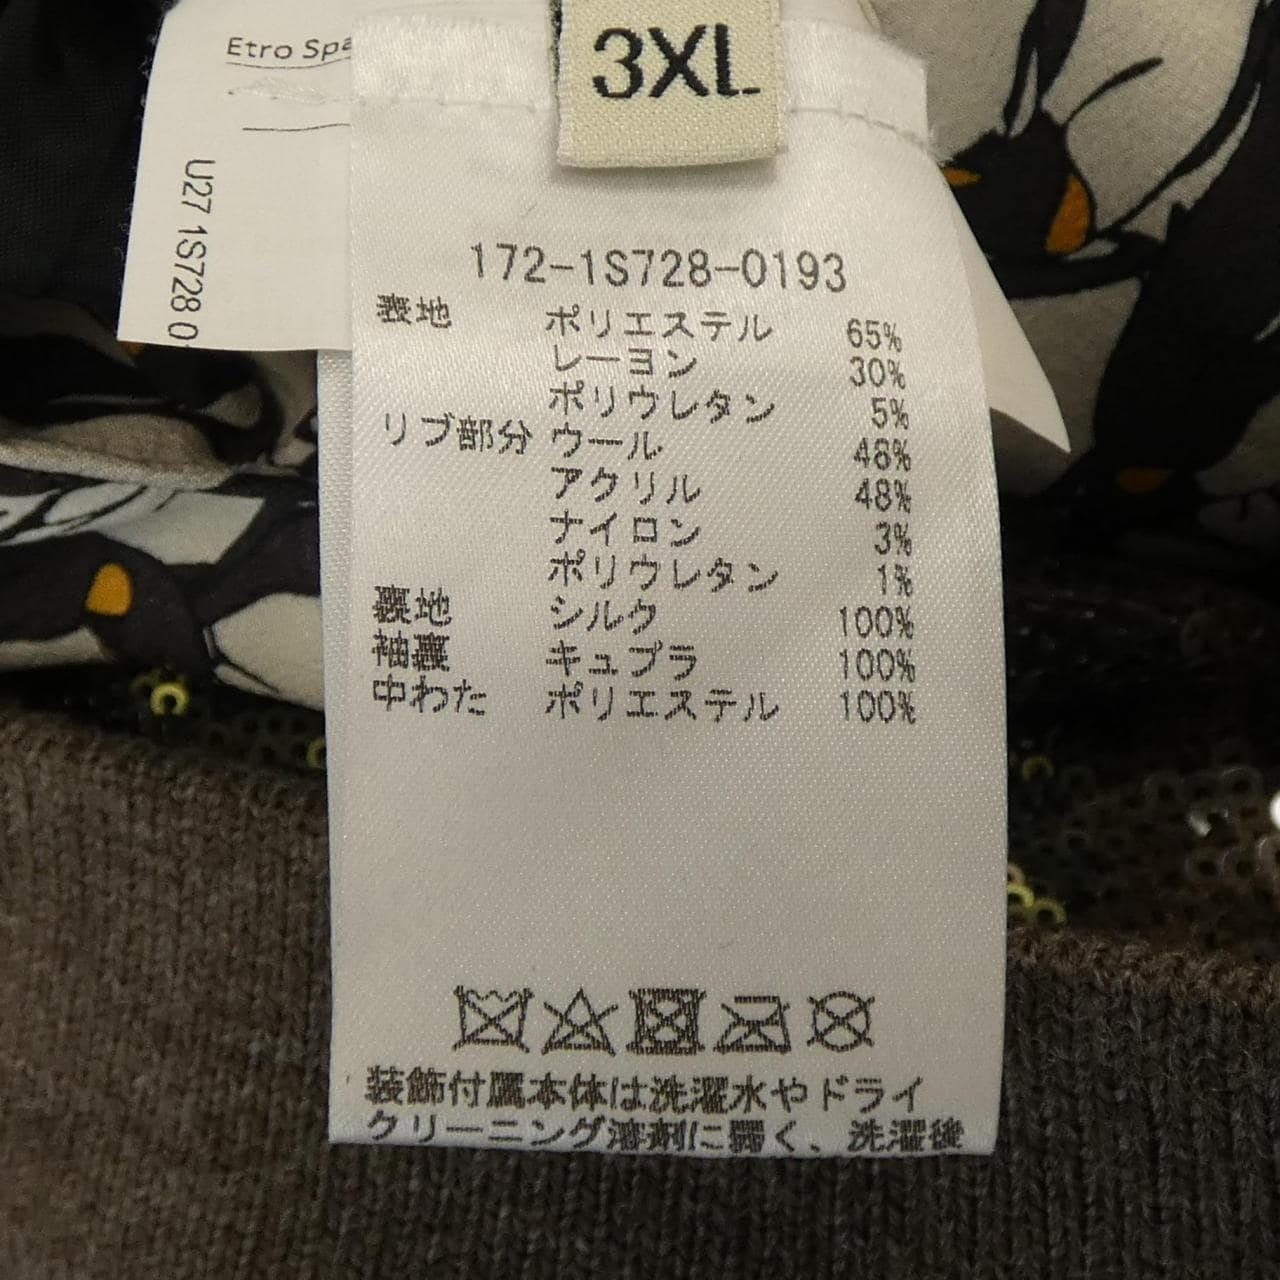 Etro Spa
3XL
U27 1S728 0
172-1S728-0193
表地 ポリエステル 65%
レーヨン 30%
ポリウレタン 5%
リブ部分 ウール 48%
アクリル 48%
ナイロン 3%
ポリウレタン 1%
裏地 シルク 100%
袖裏 キュプラ 100%
中わた ポリエステル 100%
装飾付属本体は洗濯水やドライ
クリーニング溶剤に弱く、洗濯後